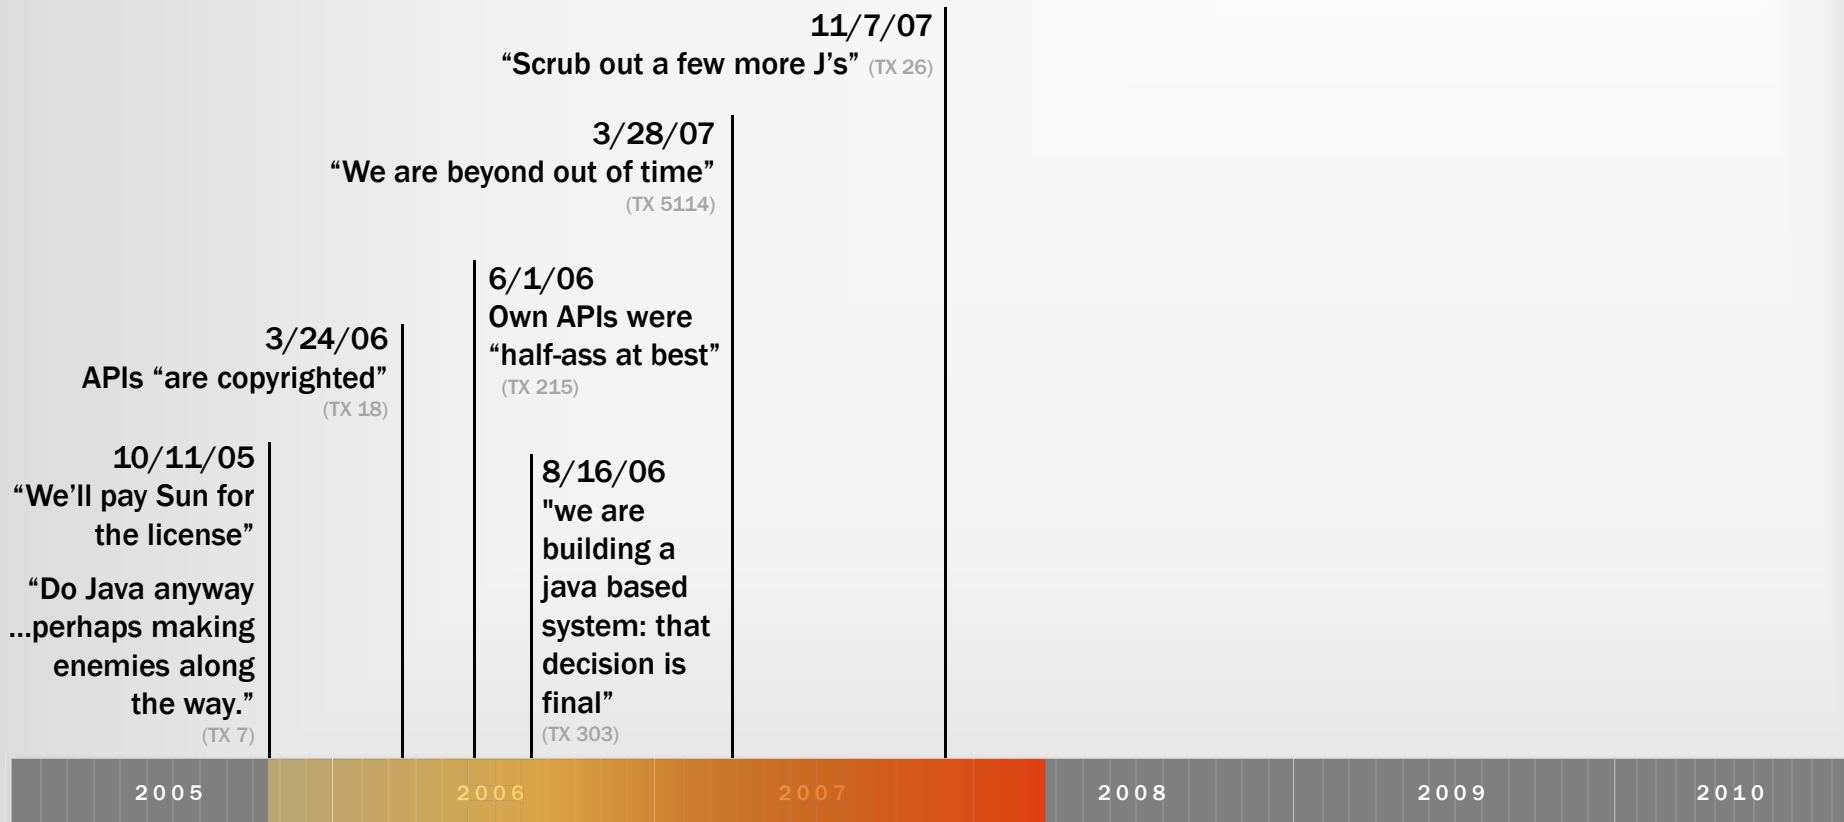 11/7/07
“Scrub out a few more J’s” (TX 26)
3/28/07
“We are beyond out of time”
(TX 5114)
6/1/06
Own APIs were
“half-ass at best”
(TX 215)
3/24/06
APIs “are copyrighted”
(TX 18)
10/11/05
“We’ll pay Sun for
the license”
“Do Java anyway
...perhaps making
enemies along
the way.”
(TX 7)
8/16/06
"we are
building a
java based
system: that
decision is
final”
(TX 303)
2005 2006 2007 2008 2009 2010